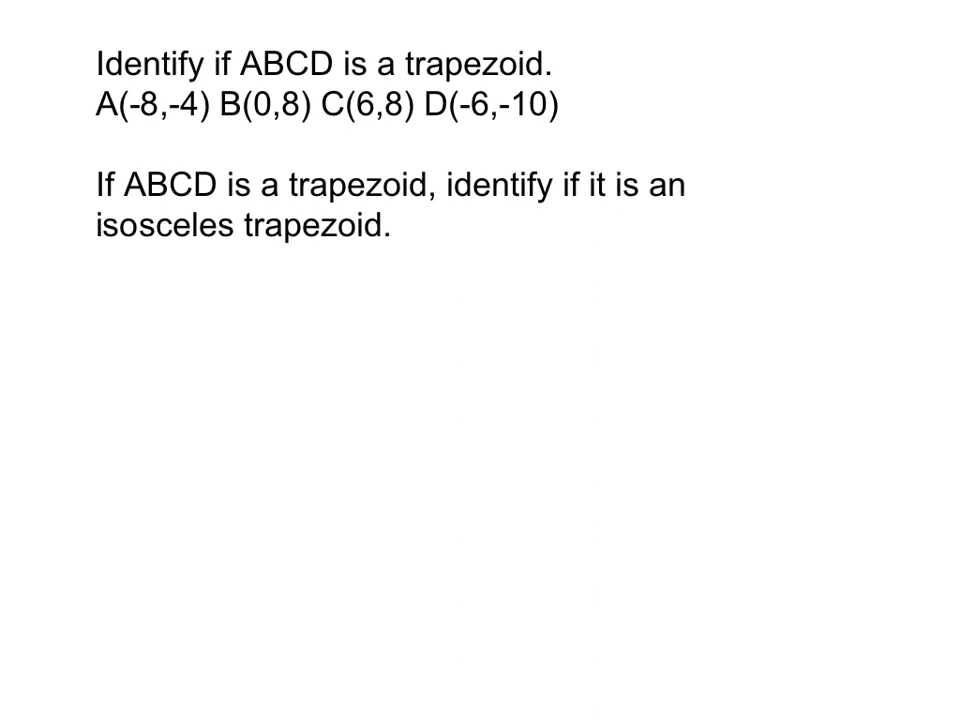 Identify if ABCD is a trapezoid.
A(-8,-4) B(0,8) C(6,8) D(-6,-10)
If ABCD is a trapezoid, identify if it is an
isosceles trapezoid.